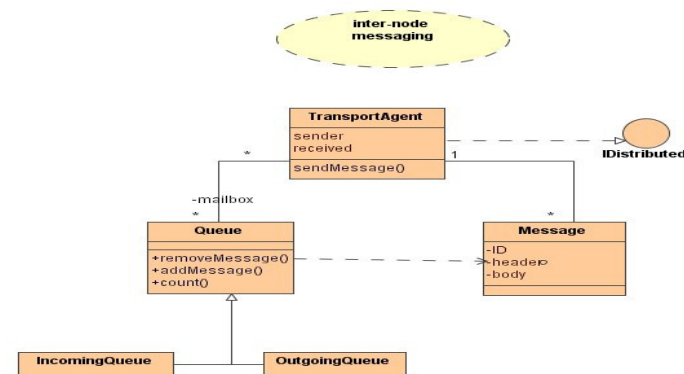 inter-node
messaging
TransportAgent
sender
received
sendMessage()
IDistributed
*
1
-mailbox
*
*
Queue
+removeMessage()
+addMessage()
+count()
Message
-ID
-header
-body
IncomingQueue
OutgoingQueue